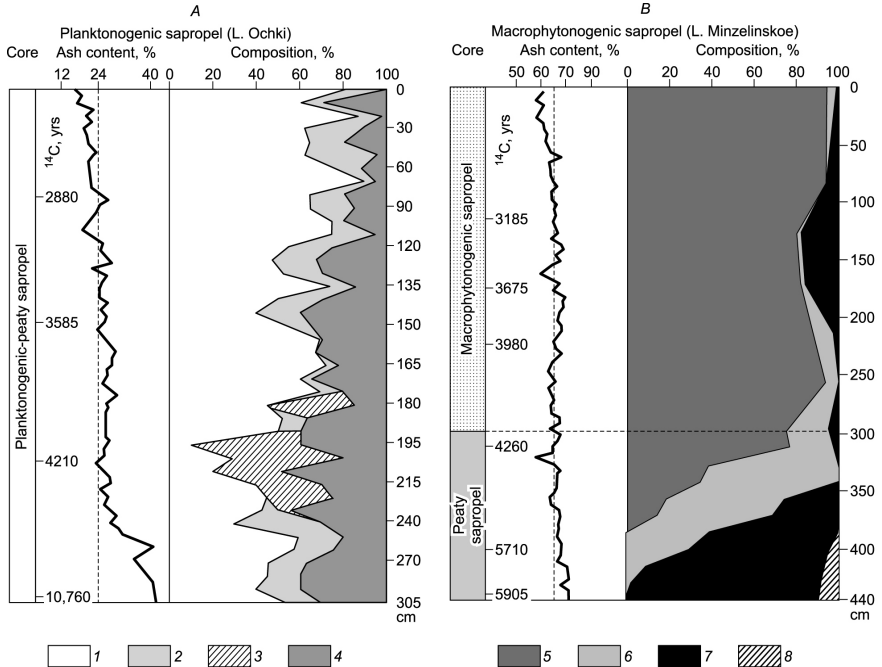 A
Planktonogenic sapropel (L. Ochki)
Core Ash content, % Composition, %
12 24 40 0 20 40 60 80 100
0
30
60
90
120
135
150
165
180
195
215
240
270
305
cm
Planktonogenic-peaty sapropel
14C, yrs
2880
3585
4210
10,760
B
Macrophytonogenic sapropel (L. Minzelinskoe)
Core Ash content, % Composition, %
50 60 70 90 0 20 40 60 80 100
0
50
100
150
200
250
300
350
400
440
cm
Macrophytonogenic sapropel
Peaty
sapropel
14C, yrs
3185
3675
3980
4260
5710
5905
1 2 3 4 5 6 7 8